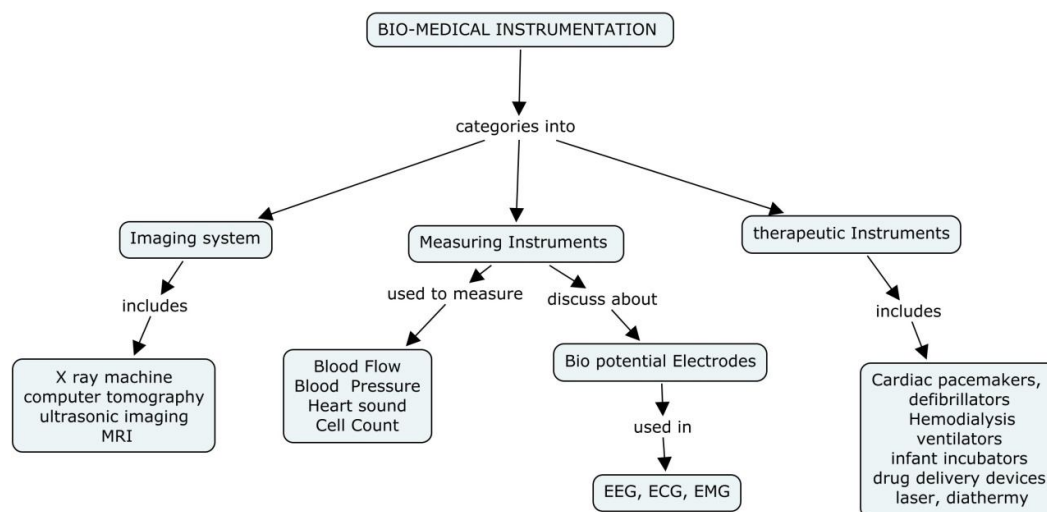 BIO-MEDICAL INSTRUMENTATION
categories into
Imaging system
Measuring Instruments
therapeutic Instruments
includes
used to measure
discuss about
includes
X ray machine
computer tomography
ultrasonic imaging
MRI
Blood Flow
Blood Pressure
Heart sound
Cell Count
Bio potential Electrodes
used in
EEG, ECG, EMG
Cardiac pacemakers,
defibrillators
Hemodialysis
ventilators
infant incubators
drug delivery devices
laser, diathermy